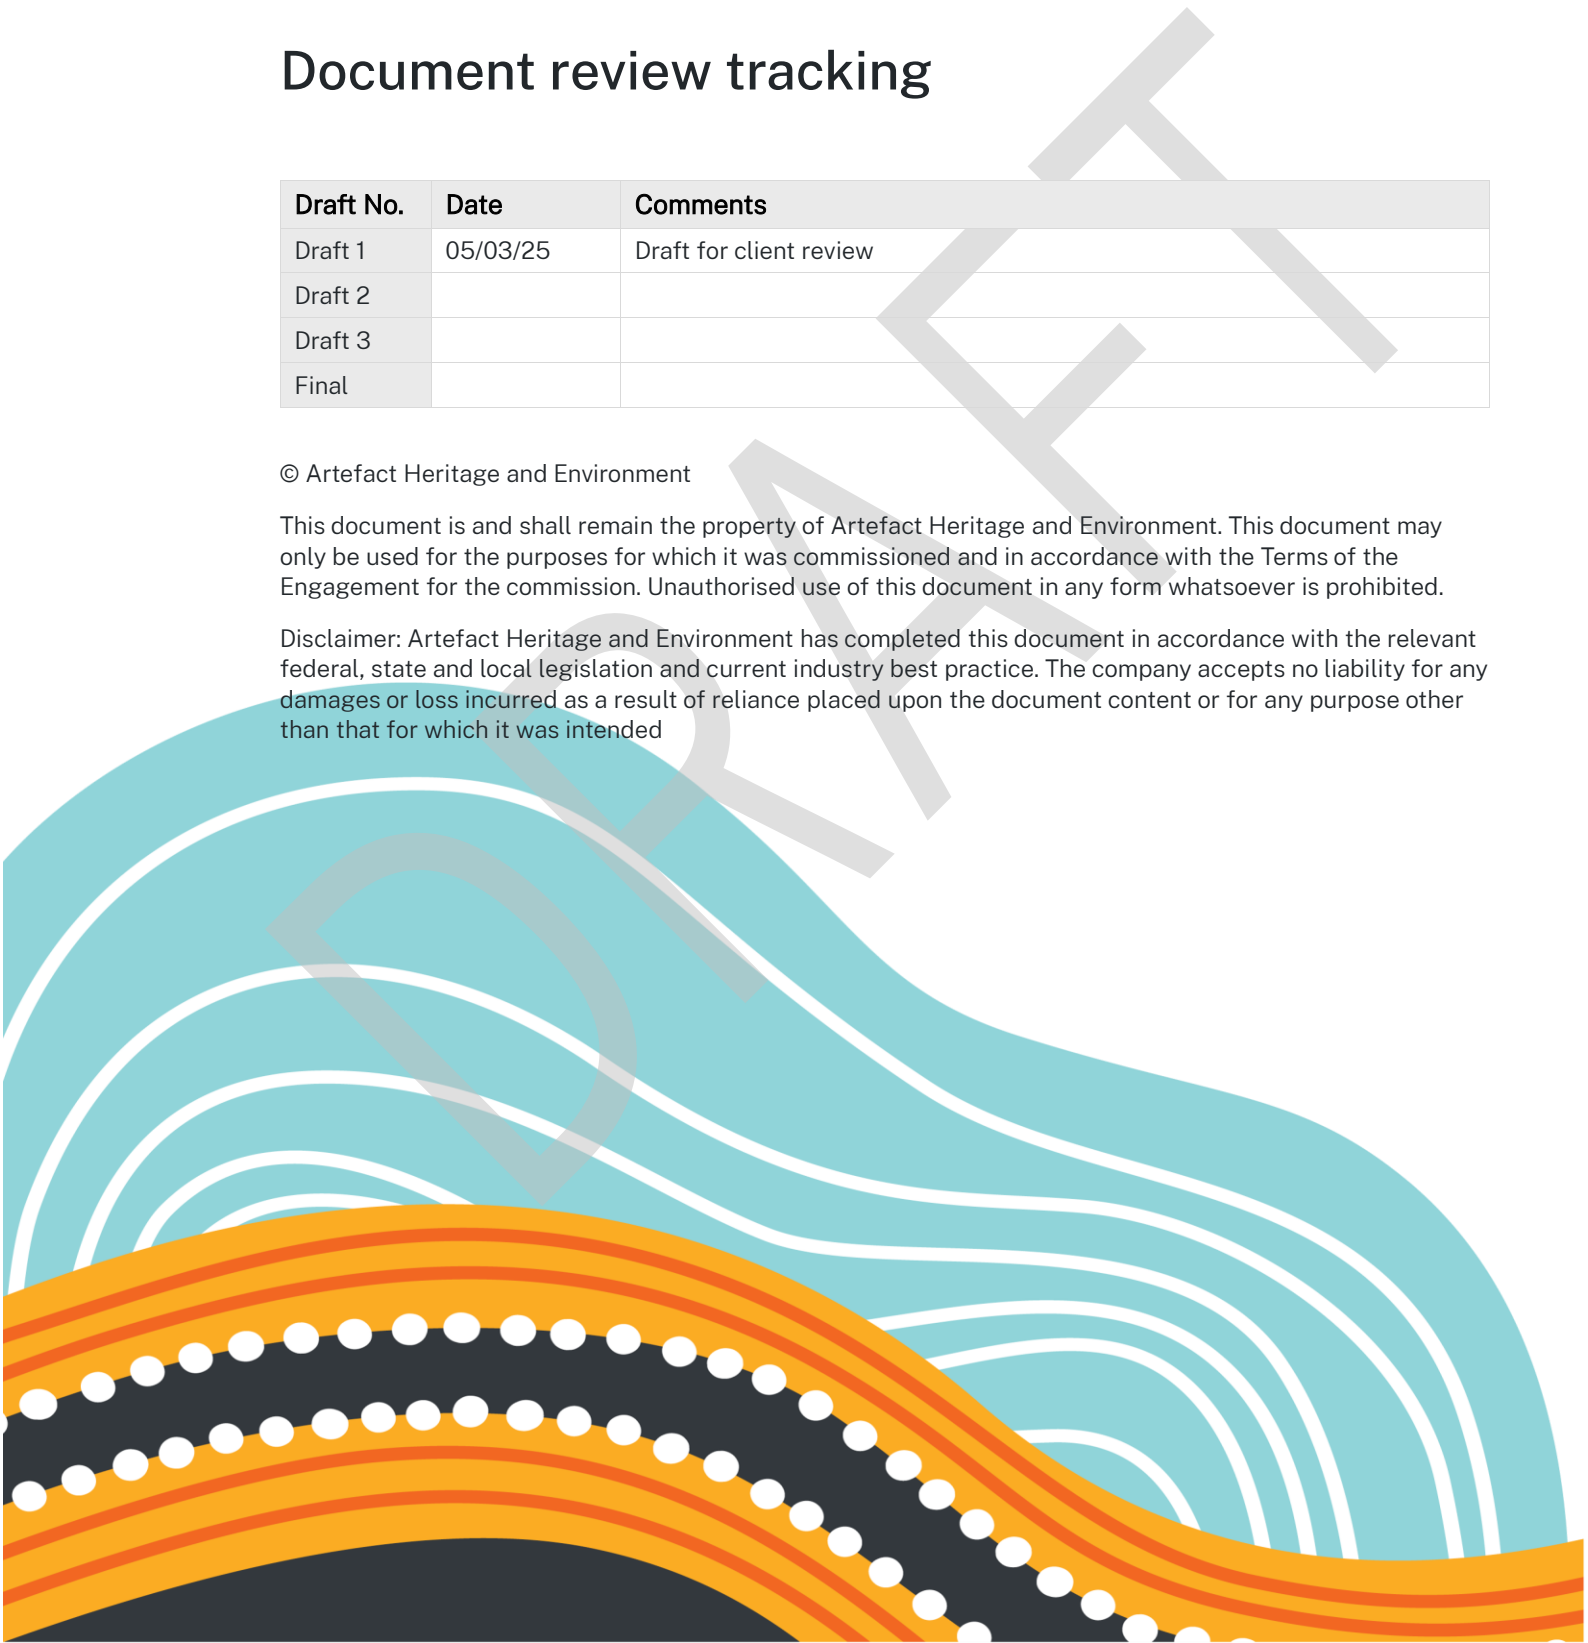 Document review tracking
Draft No. Date Comments
Draft 1 05/03/25 Draft for client review
Draft 2
Draft 3
Final
© Artefact Heritage and Environment
This document is and shall remain the property of Artefact Heritage and Environment. This document may
only be used for the purposes for which it was commissioned and in accordance with the Terms of the
Engagement for the commission. Unauthorised use of this document in any form whatsoever is prohibited.
Disclaimer: Artefact Heritage and Environment has completed this document in accordance with the relevant
federal, state and local legislation and current industry best practice. The company accepts no liability for any
damages or loss incurred as a result of reliance placed upon the document content or for any purpose other
than that for which it was intended
DRAFT